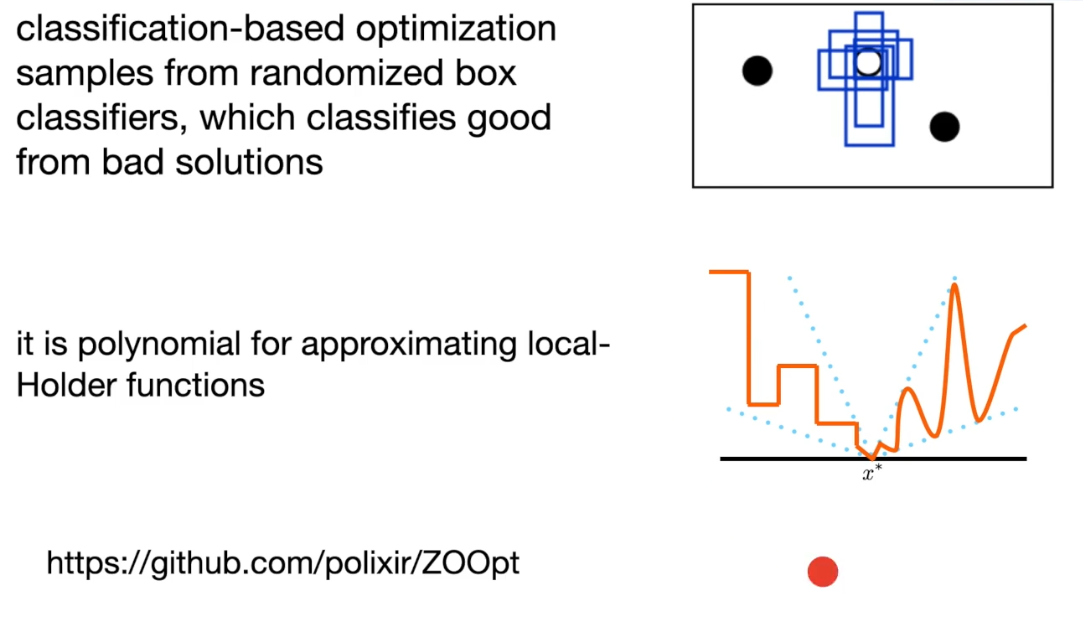 classification-based optimization
samples from randomized box
classifiers, which classifies good
from bad solutions
it is polynomial for approximating local-
Holder functions
x*
https://github.com/polixir/ZOOpt